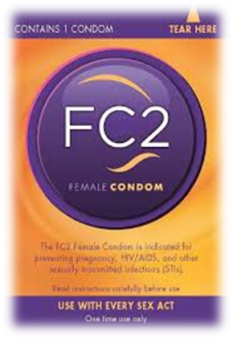 CONTAINS 1 CONDOM
TEAR HERE
FC2
FEMALE CONDOM
The FC2 Female Condom is indicated for
preventing pregnancy, HIV/AIDS, and other
sexually transmitted infections (STIs).
Read instructions carefully before use
USE WITH EVERY SEX ACT
One time use only